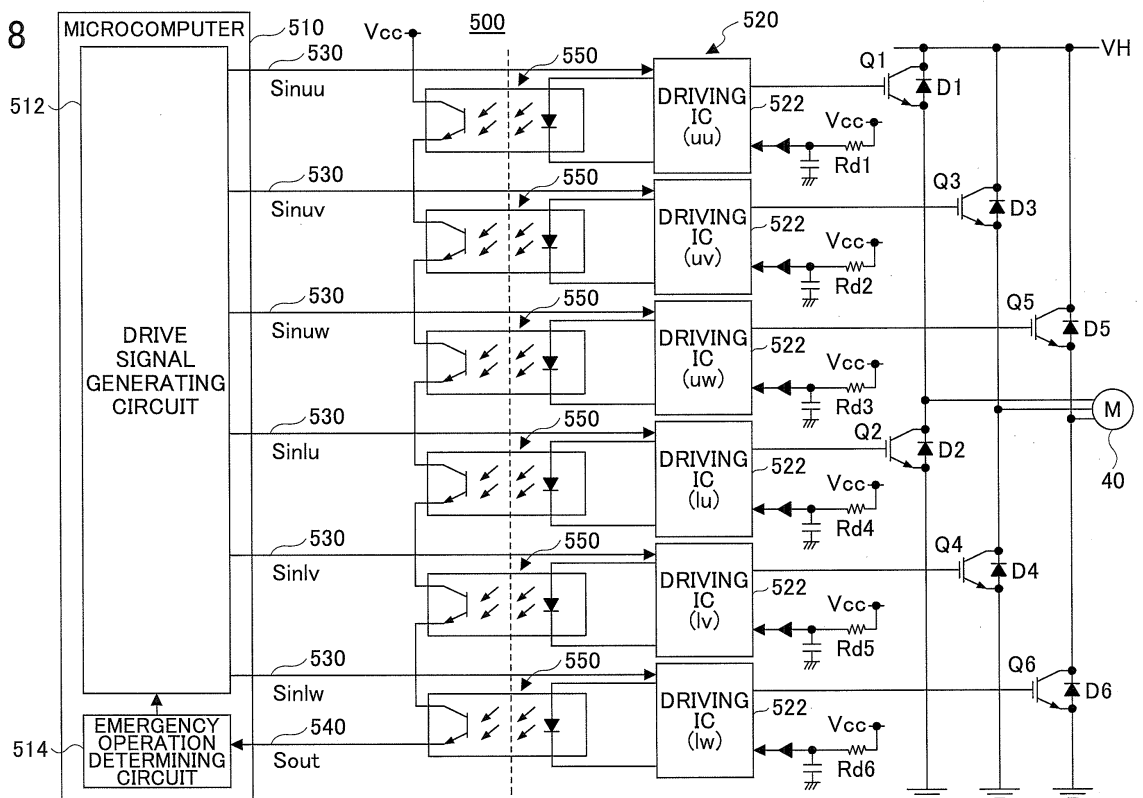 8
MICROCOMPUTER
510
Vcc
500
520
VH
512
530
Sinuu
550
DRIVING
IC
(uu)
522
Vcc
Rd1
Q1
D1
530
Sinuv
550
DRIVING
IC
(uv)
522
Vcc
Rd2
Q3
D3
530
Sinuw
550
DRIVING
IC
(uw)
522
Vcc
Rd3
Q5
D5
DRIVE
SIGNAL
GENERATING
CIRCUIT
M
40
530
Sinlu
550
DRIVING
IC
(lu)
522
Vcc
Rd4
Q2
D2
530
Sinlv
550
DRIVING
IC
(lv)
522
Vcc
Rd5
Q4
D4
530
Sinlw
550
DRIVING
IC
(lw)
522
Vcc
Rd6
Q6
D6
514
EMERGENCY
OPERATION
DETERMINING
CIRCUIT
540
Sout